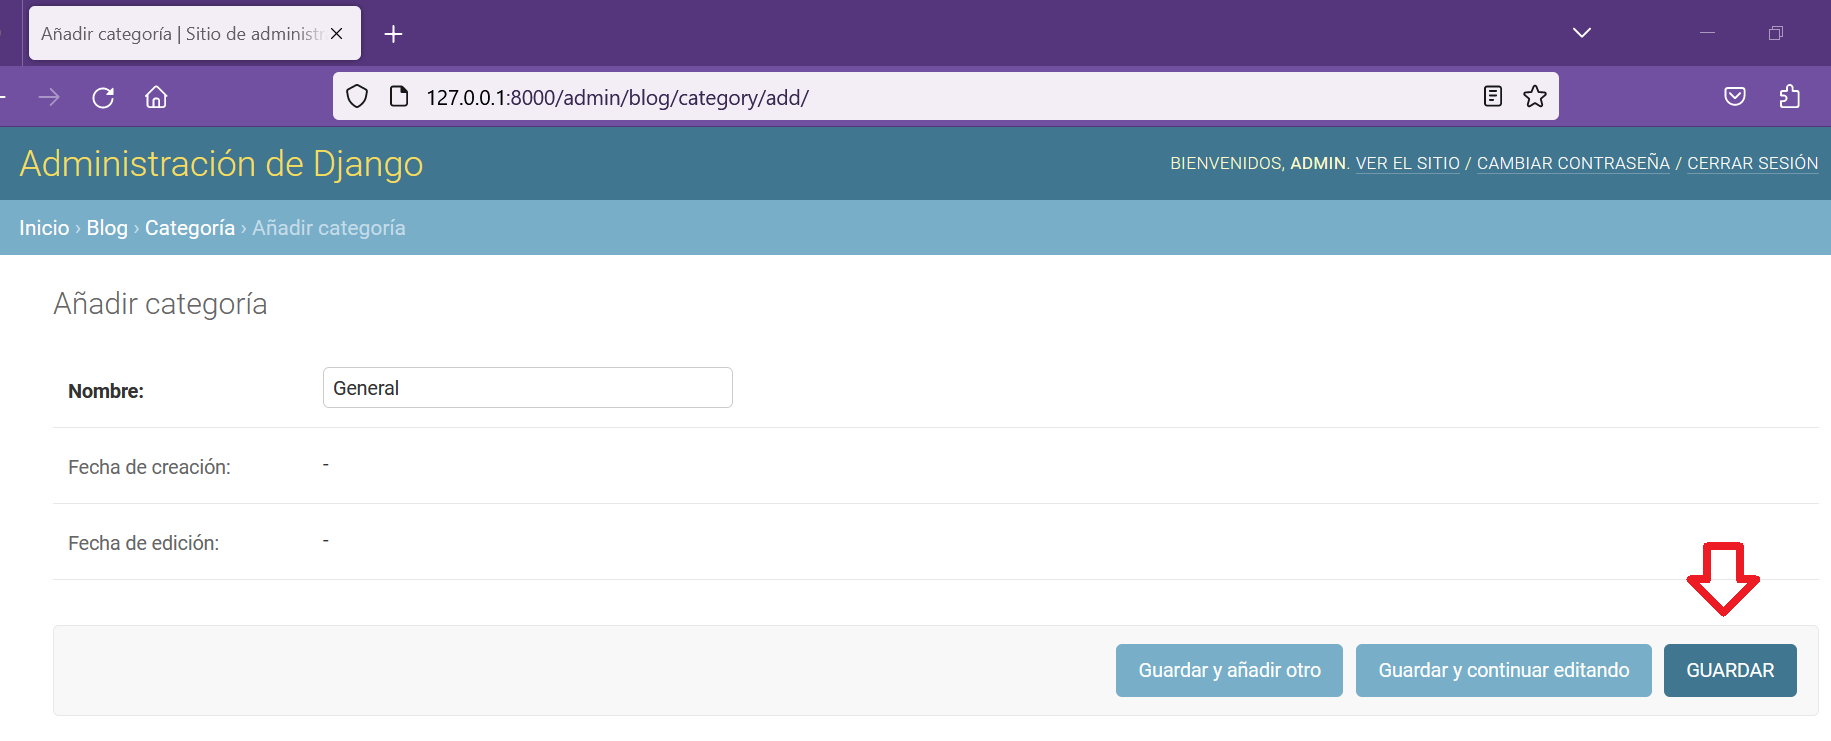 Añadir categoría | Sitio de administr
127.0.0.1:8000/admin/blog/category/add/
Administración de Django
BIENVENIDOS, ADMIN. VER EL SITIO / CAMBIAR CONTRASEÑA / CERRAR SESIÓN
Inicio › Blog › Categoría › Añadir categoría
Añadir categoría
Nombre: General
Fecha de creación: -
Fecha de edición: -
Guardar y añadir otro Guardar y continuar editando GUARDAR